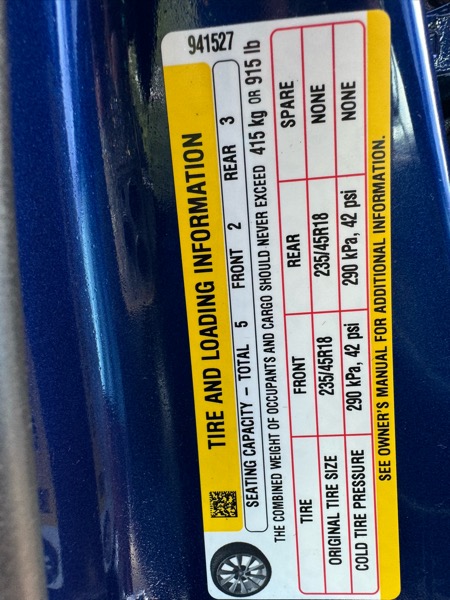 941527
TIRE AND LOADING INFORMATION
SEATING CAPACITY – TOTAL 5 FRONT 2 REAR 3
THE COMBINED WEIGHT OF OCCUPANTS AND CARGO SHOULD NEVER EXCEED 415 kg OR 915 lb
TIRE FRONT REAR SPARE
ORIGINAL TIRE SIZE 235/45R18 235/45R18 NONE
COLD TIRE PRESSURE 290 kPa, 42 psi 290 kPa, 42 psi NONE
SEE OWNER'S MANUAL FOR ADDITIONAL INFORMATION.